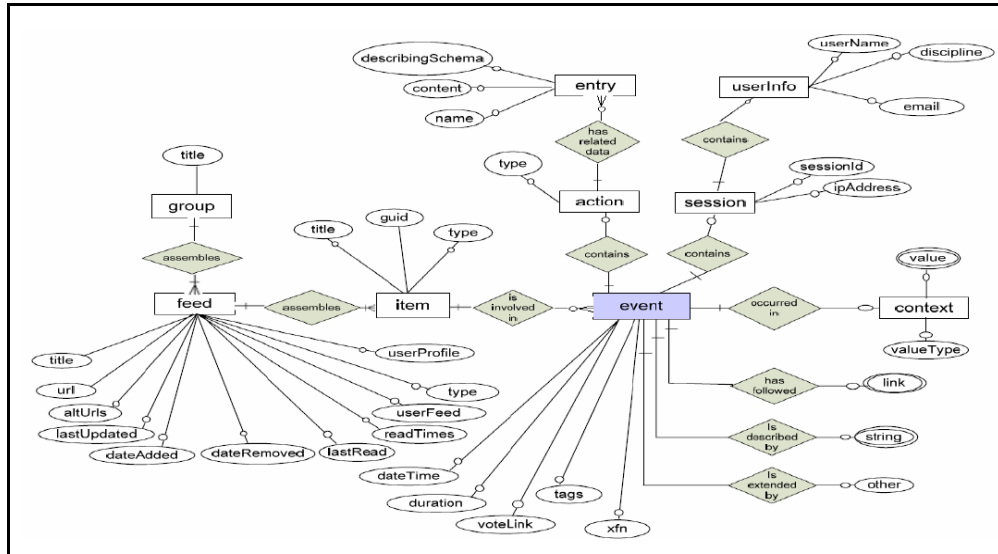 userName
describingSchema
discipline
entry
userInfo
content
email
name
has
related
data
contains
title
type
sessionId
ipAddress
group
action
session
guid
title
type
assembles
contains
contains
value
feed
assembles
item
is
involved
in
event
occurred
in
context
userProfile
valueType
title
url
type
has
followed
link
altUrls
userFeed
lastUpdated
readTimes
Is
described
by
string
dateAdded
dateRemoved
lastRead
dateTime
Is
extended
by
other
duration
tags
voteLink
xfn